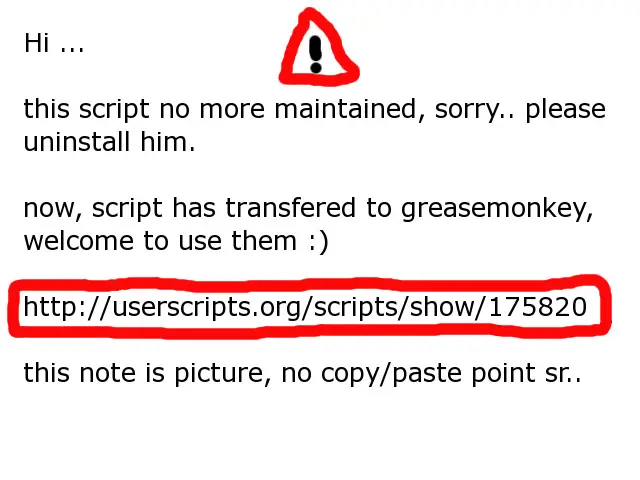 Hi ...
this script no more maintained, sorry.. please
uninstall him.
now, script has transfered to greasemonkey,
welcome to use them :)
http://userscripts.org/scripts/show/175820
this note is picture, no copy/paste point sr..